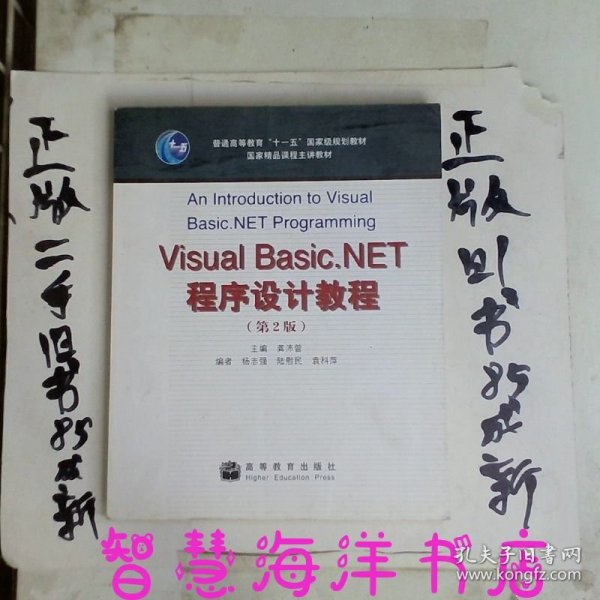 十一五
普通高等教育“十一五”国家级规划教材
国家精品课程主讲教材
An Introduction to Visual
Basic.NET Programming
Visual Basic.NET
程序设计教程
（第2版）
主编 龚沛曾
编者 杨志强 陆慰民 袁科萍
高等教育出版社
Higher Education Press
正版二手旧书85成新
正版旧书85成新
智慧海洋书店
孔夫子旧书网
www.kongfz.com